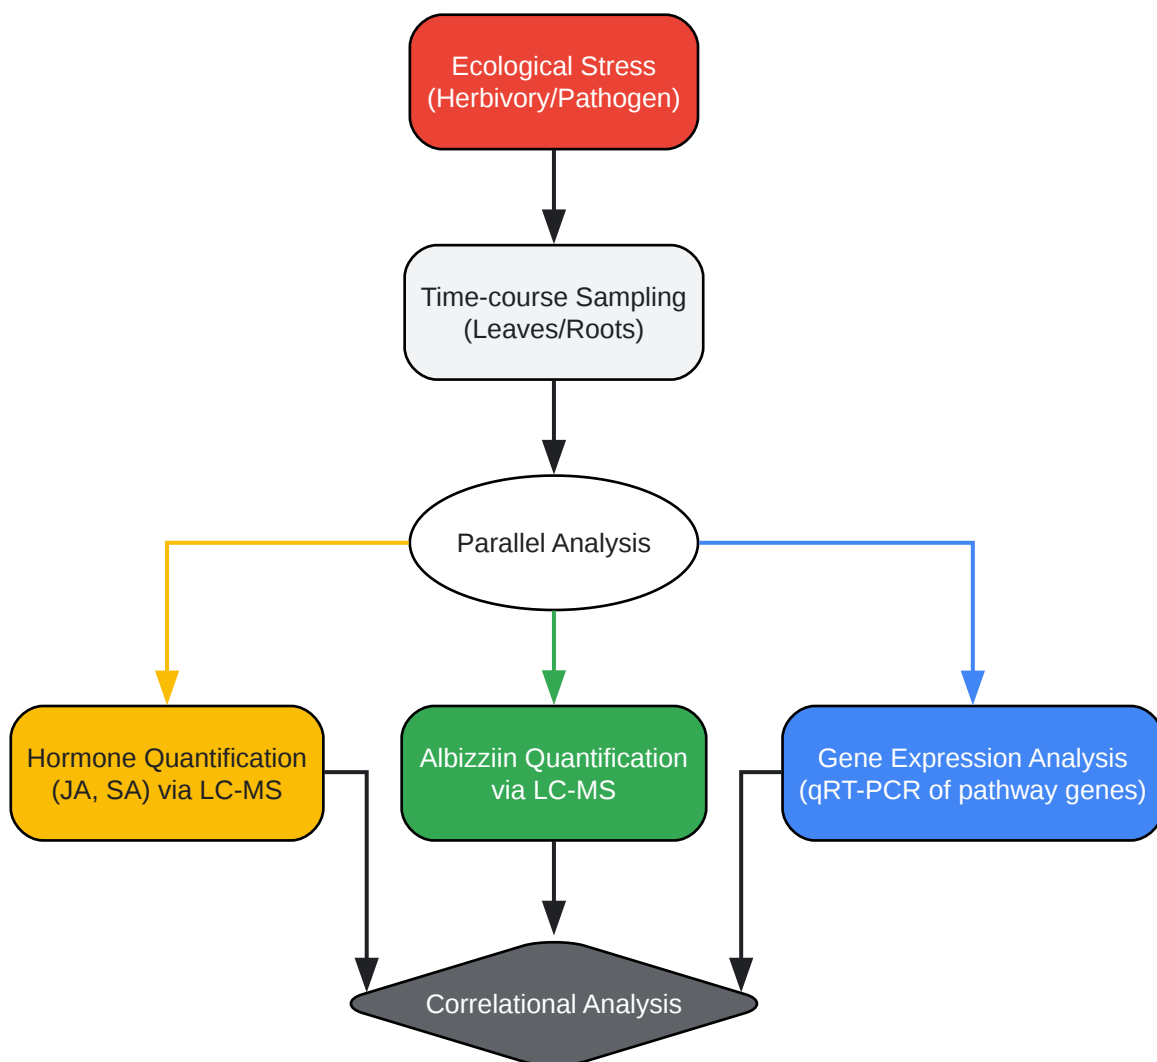 Ecological Stress
(Herbivory/Pathogen)
Time-course Sampling
(Leaves/Roots)
Parallel Analysis
Hormone Quantification
(JA, SA) via LC-MS
Albizziin Quantification
via LC-MS
Gene Expression Analysis
(qRT-PCR of pathway genes)
Correlational Analysis